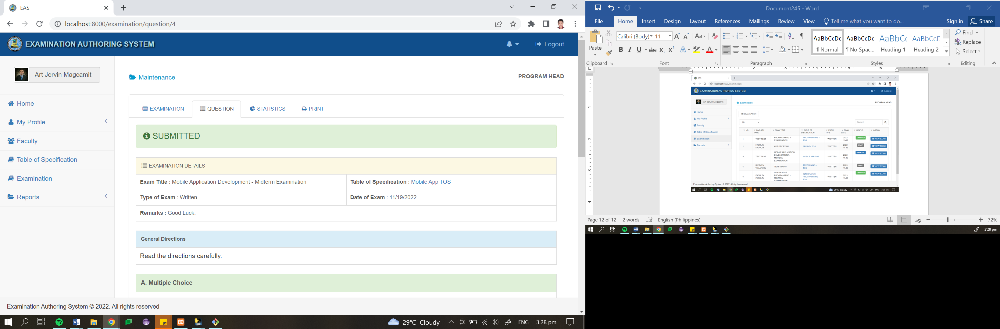 EAS
localhost:8000/examination/question/4
EXAMINATION AUTHORING SYSTEM
Logout
Art Jervin Magcamit
Home
My Profile
Faculty
Table of Specification
Examination
Reports
Maintenance
PROGRAM HEAD
EXAMINATION
QUESTION
STATISTICS
PRINT
SUBMITTED
EXAMINATION DETAILS
Exam Title : Mobile Application Development - Midterm Examination
Table of Specification : Mobile App TOS
Type of Exam : Written
Date of Exam : 11/19/2022
Remarks : Good Luck.
General Directions
Read the directions carefully.
A. Multiple Choice
Examination Authoring System © 2022. All rights reserved
29°C Cloudy
ENG
3:28 pm
Document245 - Word
File Home Insert Design Layout References Mailings Review View Tell me what you want to do... Sign in Share
Paste
Clipboard
Calibri (Body) 11
Font
Paragraph
AaBbCcDc AaBbCcDc AaBbCc AaBbCcC
¶ Normal ¶ No Spac... Heading 1 Heading 2
Styles
Find
Replace
Select
Editing
EAS
localhost:8000/examination
EXAMINATION AUTHORING SYSTEM
Logout
Art Jervin Magcamit
Home
My Profile
Faculty
Table of Specification
Examination
Reports
Examination
PROGRAM HEAD
EXAMINATION
10
Search
NO. FACULTY NAME EXAM TITLE TABLE OF SPECIFICATION EXAM TYPE EXAM DATE STATUS ACTION
1 TEST TEST PROGRAMMING 1 EXAMINATION PROGRAMMING 1 TOS WRITTEN 2022-11-12 APPROVED VIEW EXAM
2 FACULTY FACULTY APP DEV EXAM APP DEV TOS WRITTEN 2022-11-19 DRAFT VIEW EXAM
3 TEST TEST MOBILE APPLICATION DEVELOPMENT - MIDTERM EXAMINATION MOBILE APP TOS WRITTEN 2022-11-19 SUBMITTED VIEW EXAM
4 KIERVEN VILLARUEL TEXT MINING TEXT MINING - TOS WRITTEN 2022-11-19 DRAFT VIEW EXAM
5 FACULTY FACULTY INTEGRATIVE PROGRAMMING - MIDTERM EXAMINATION INTEGRATIVE PROGRAMMING - TOS WRITTEN 2022-11-19 APPROVED VIEW EXAM
Examination Authoring System © 2022. All rights reserved
29°C Cloudy
ENG
3:28 pm
Page 12 of 12 2 words English (Philippines)
72%
3:28 pm